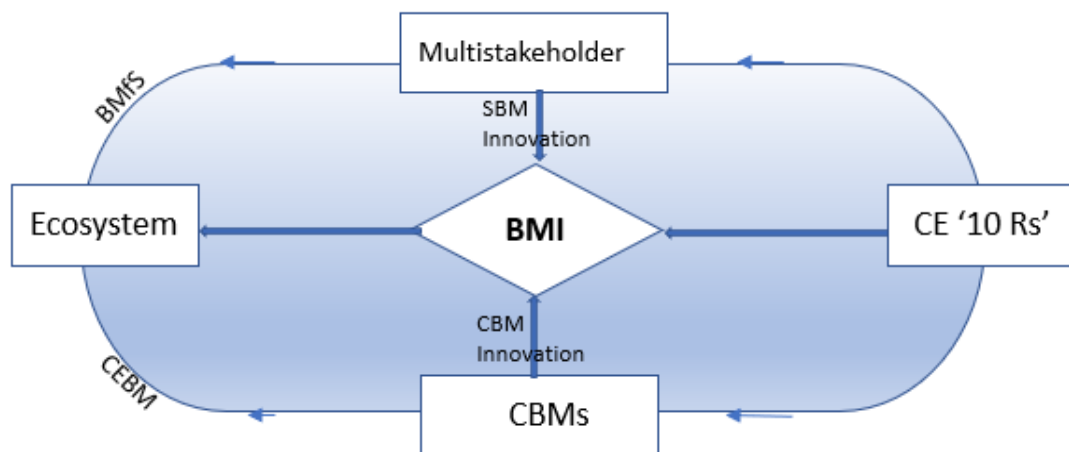 Multistakeholder
BMfS
SBM
Innovation
Ecosystem
BMI
CE ‘10 Rs’
CBM
Innovation
CEBM
CBMs